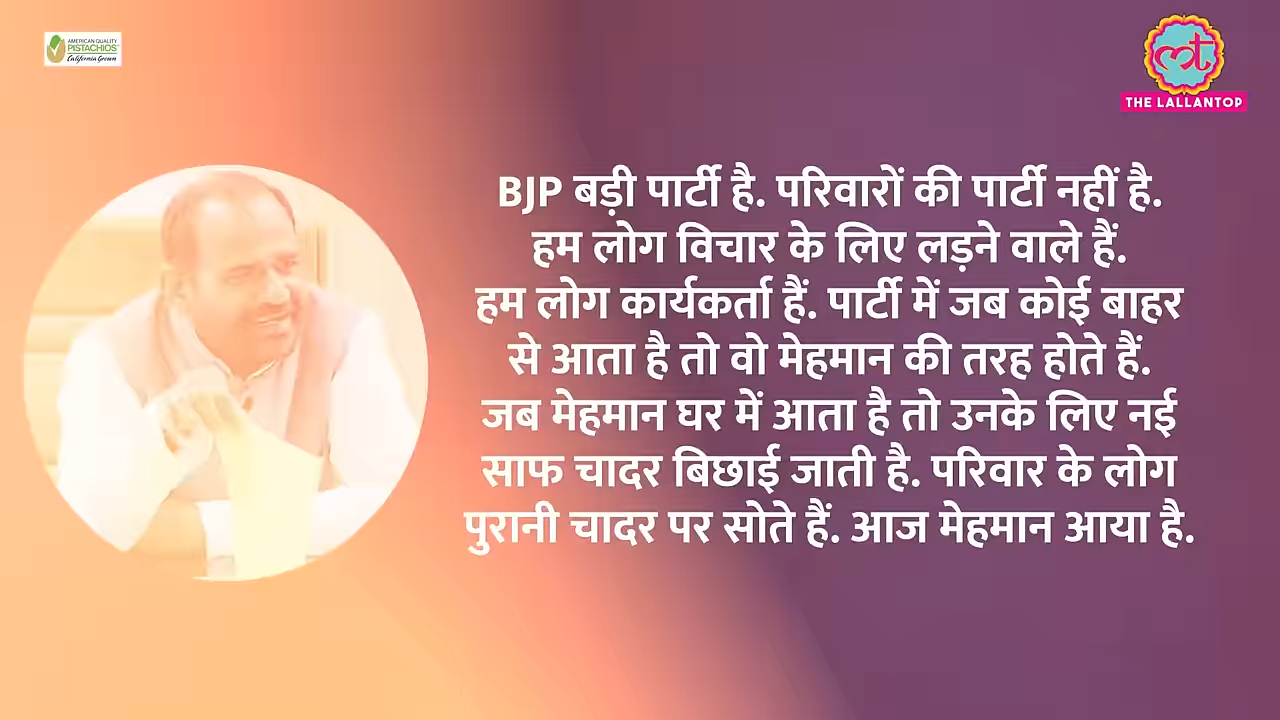 AMERICAN QUALITY
PISTACHIOS
California Grown
THE LALLANTOP
BJP बड़ी पार्टी है. परिवारों की पार्टी नहीं है.
हम लोग विचार के लिए लड़ने वाले हैं.
हम लोग कार्यकर्ता हैं. पार्टी में जब कोई बाहर
से आता है तो वो मेहमान की तरह होते हैं.
जब मेहमान घर में आता है तो उनके लिए नई
साफ चादर बिछाई जाती है. परिवार के लोग
पुरानी चादर पर सोते हैं. आज मेहमान आया है.